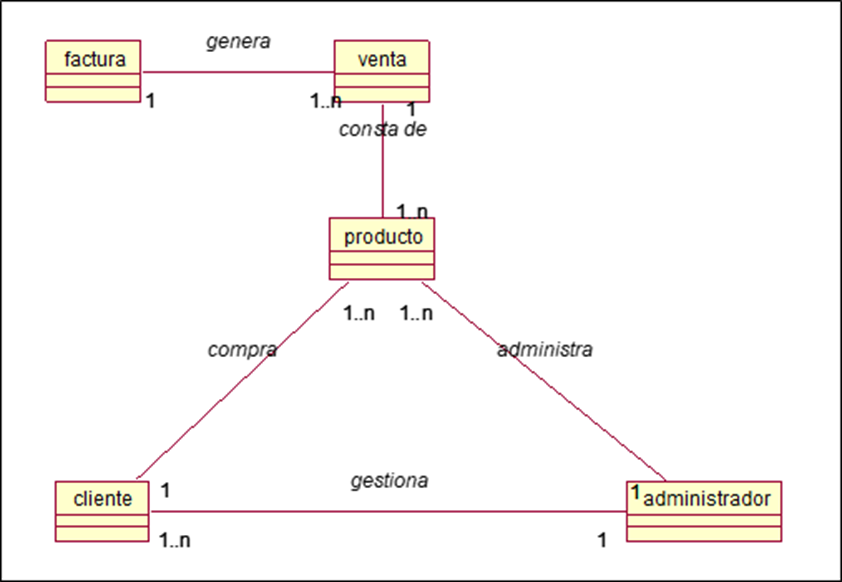 genera
factura
venta
1
1..n
1
consta de
1..n
producto
1..n
1..n
compra
administra
gestiona
cliente
1
1
administrador
1..n
1